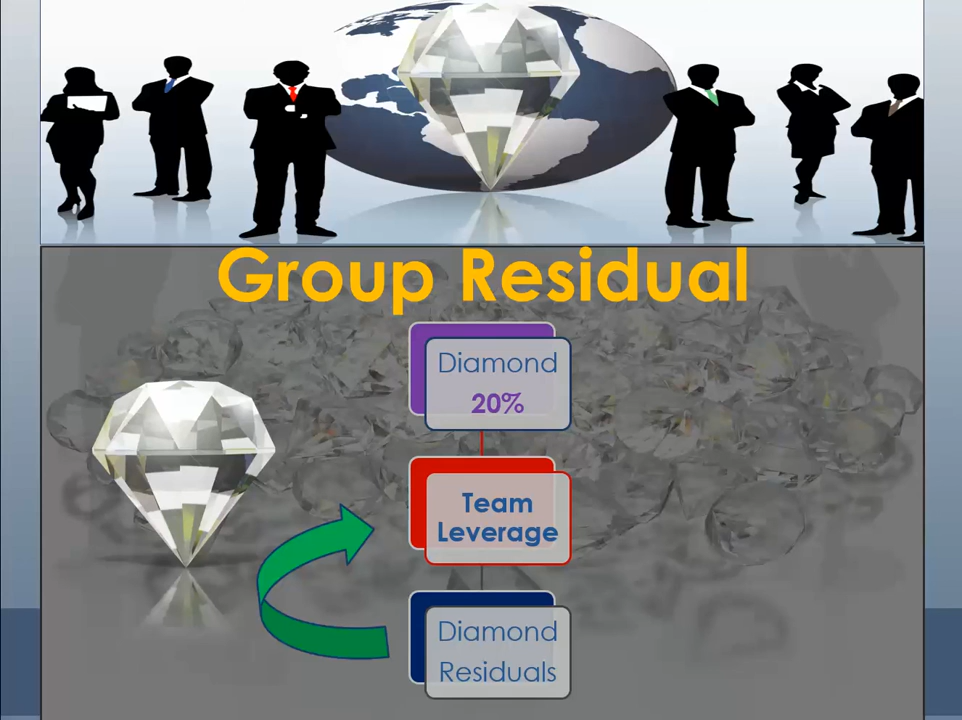 Group Residual
Diamond
20%
Team
Leverage
Diamond
Residuals